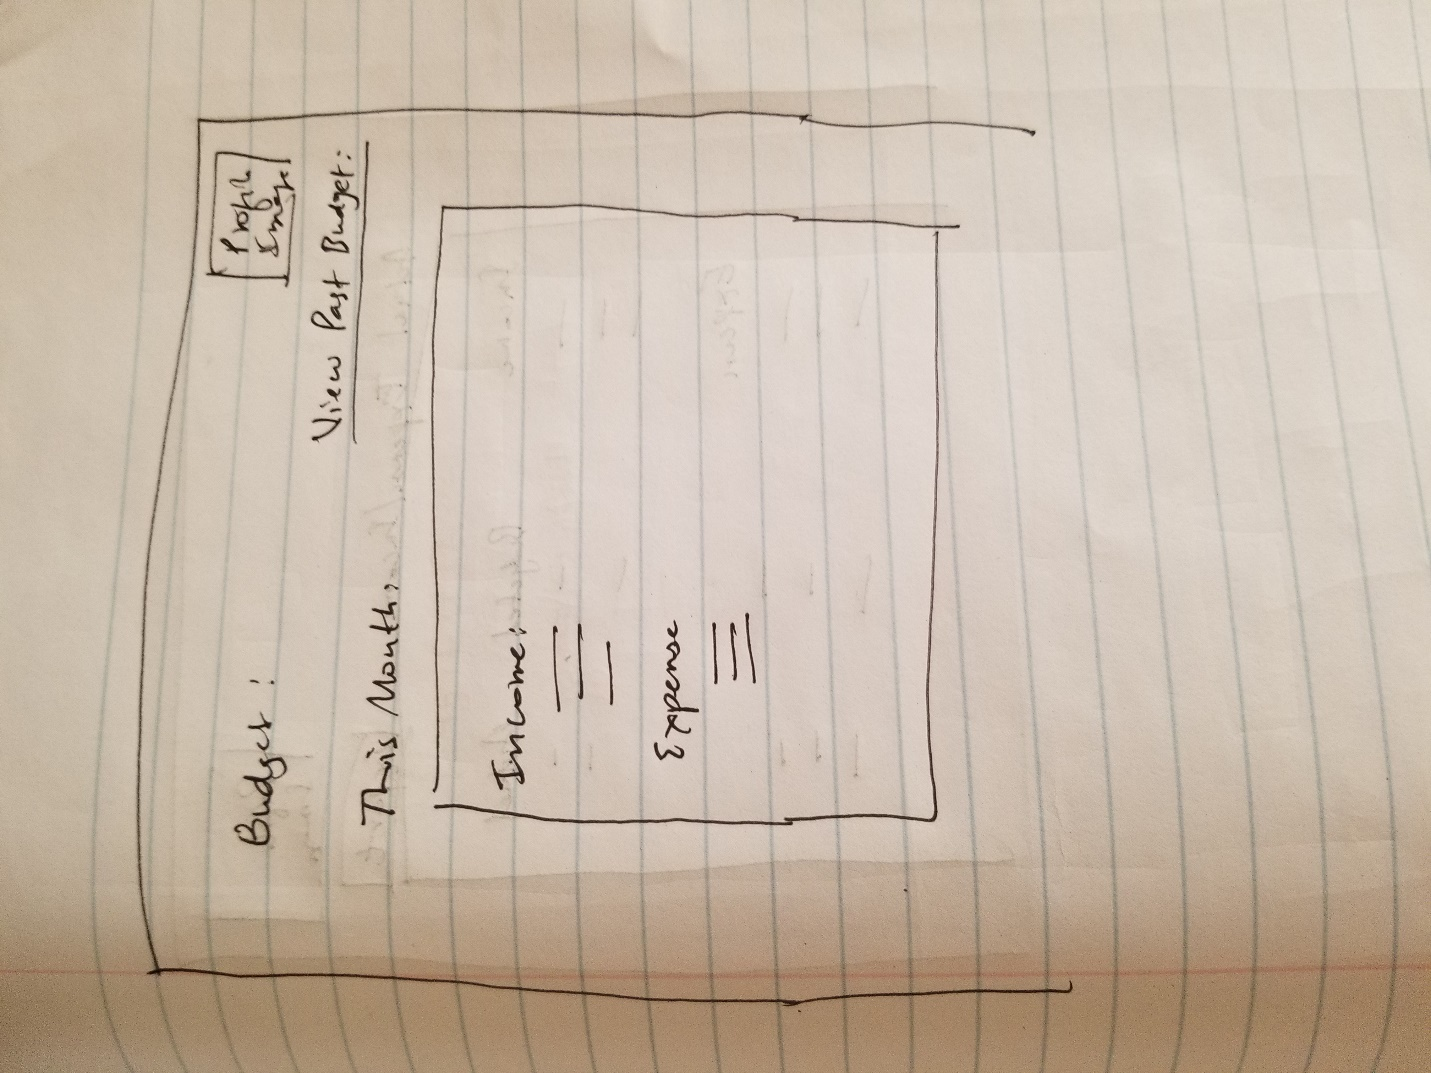 Profile
Image
Budget :
View Past Budget:
This Month:
Income:
Expense